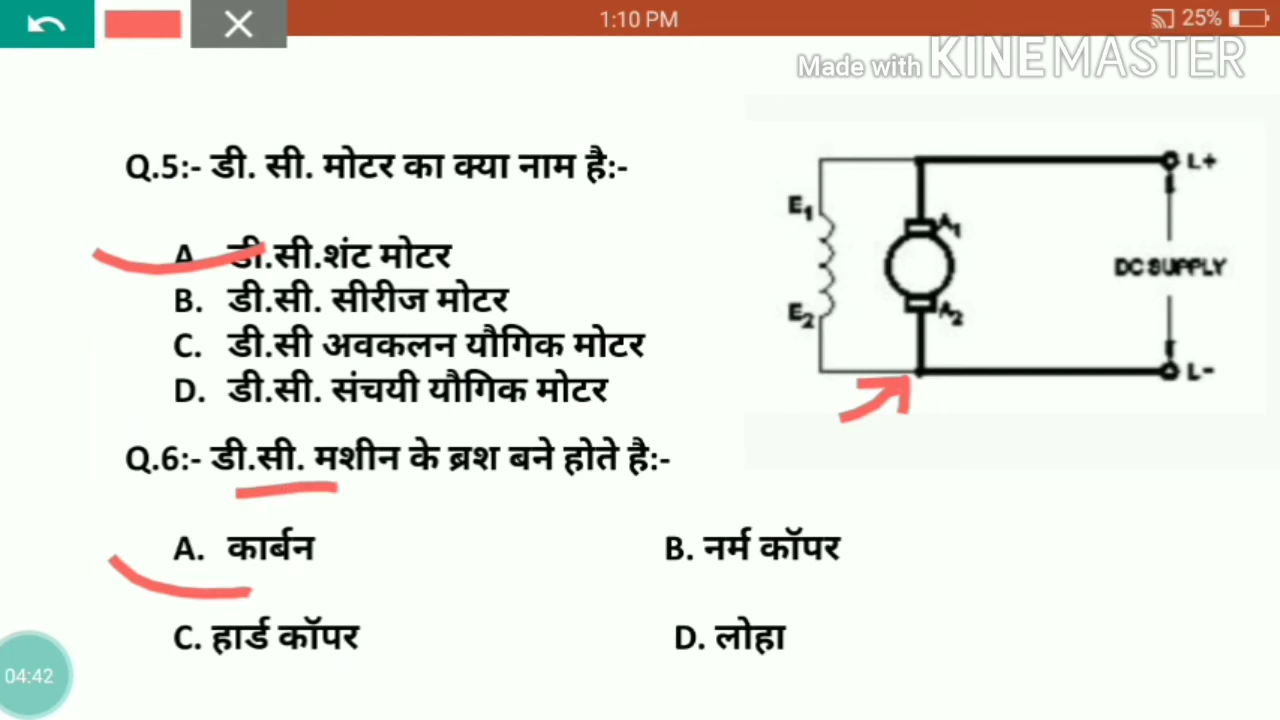 1:10 PM
25%
Made with KINEMASTER
Q.5:- डी. सी. मोटर का क्या नाम है:-
A. डी.सी.शंट मोटर
B. डी.सी. सीरीज मोटर
C. डी.सी अवकलन यौगिक मोटर
D. डी.सी. संचयी यौगिक मोटर
L+
E1
A1
DC SUPPLY
E2
A2
L-
Q.6:- डी.सी. मशीन के ब्रश बने होते है:-
A. कार्बन
B. नर्म कॉपर
C. हार्ड कॉपर
D. लोहा
04:42